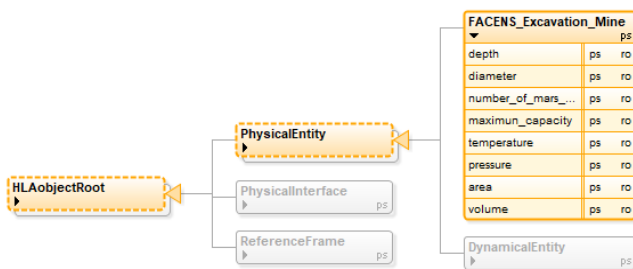 FACENS_Excavation_Mine
ps
depth ps ro
diameter ps ro
number_of_mars_... ps ro
maximun_capacity ps ro
temperature ps ro
pressure ps ro
area ps ro
volume ps ro
PhysicalEntity
HLAobjectRoot
PhysicalInterface
ps
ReferenceFrame
ps
DynamicalEntity
ps